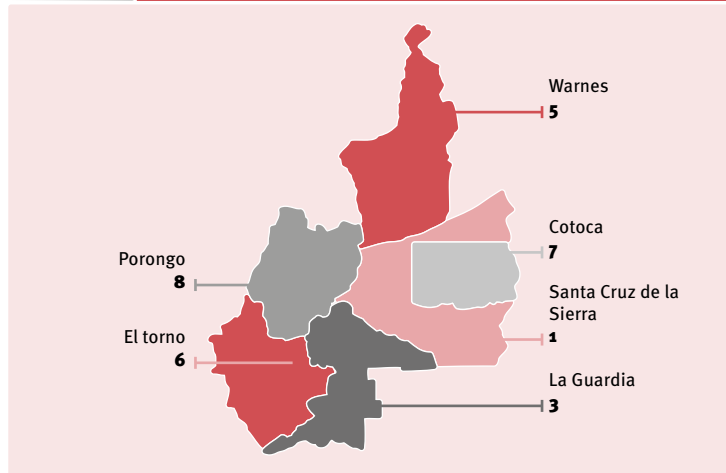 Warnes
5
Cotoca
7
Porongo
8
Santa Cruz de la
Sierra
1
El torno
6
La Guardia
3